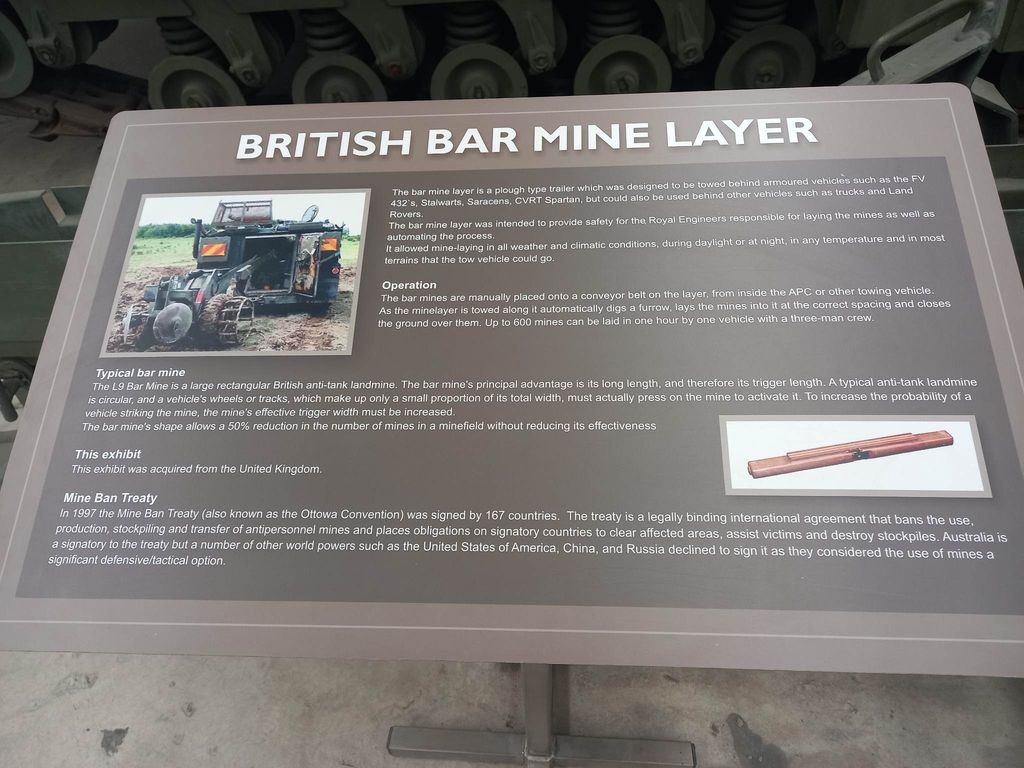 BRITISH BAR MINE LAYER
The bar mine layer is a plough type trailer which was designed to be towed behind armoured vehicles such as the FV
432`s, Stalwarts, Saracens, CVRT Spartan, but could also be used behind other vehicles such as trucks and Land
Rovers.
The bar mine layer was intended to provide safety for the Royal Engineers responsible for laying the mines as well as
automating the process.
It allowed mine-laying in all weather and climatic conditions, during daylight or at night, in any temperature and in most
terrains that the tow vehicle could go.
Operation
The bar mines are manually placed onto a conveyor belt on the layer, from inside the APC or other towing vehicle.
As the minelayer is towed along it automatically digs a furrow, lays the mines into it at the correct spacing and closes
the ground over them. Up to 600 mines can be laid in one hour by one vehicle with a three-man crew.
Typical bar mine
The L9 Bar Mine is a large rectangular British anti-tank landmine. The bar mine's principal advantage is its long length, and therefore its trigger length. A typical anti-tank landmine
is circular, and a vehicle's wheels or tracks, which make up only a small proportion of its total width, must actually press on the mine to activate it. To increase the probability of a
vehicle striking the mine, the mine's effective trigger width must be increased.
The bar mine's shape allows a 50% reduction in the number of mines in a minefield without reducing its effectiveness
This exhibit
This exhibit was acquired from the United Kingdom.
Mine Ban Treaty
In 1997 the Mine Ban Treaty (also known as the Ottowa Convention) was signed by 167 countries. The treaty is a legally binding international agreement that bans the use,
production, stockpiling and transfer of antipersonnel mines and places obligations on signatory countries to clear affected areas, assist victims and destroy stockpiles. Australia is
a signatory to the treaty but a number of other world powers such as the United States of America, China, and Russia declined to sign it as they considered the use of mines a
significant defensive/tactical option.